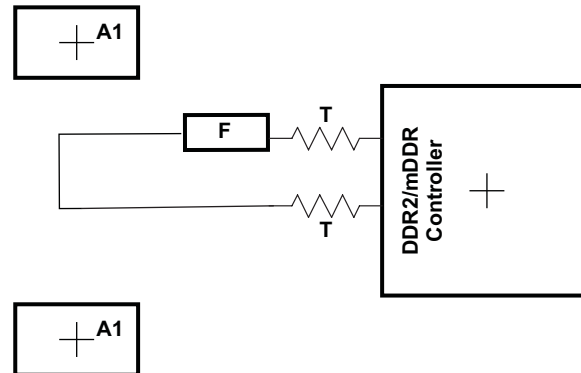 A1
T
F
DDR2/mDDR
Controller
T
A1